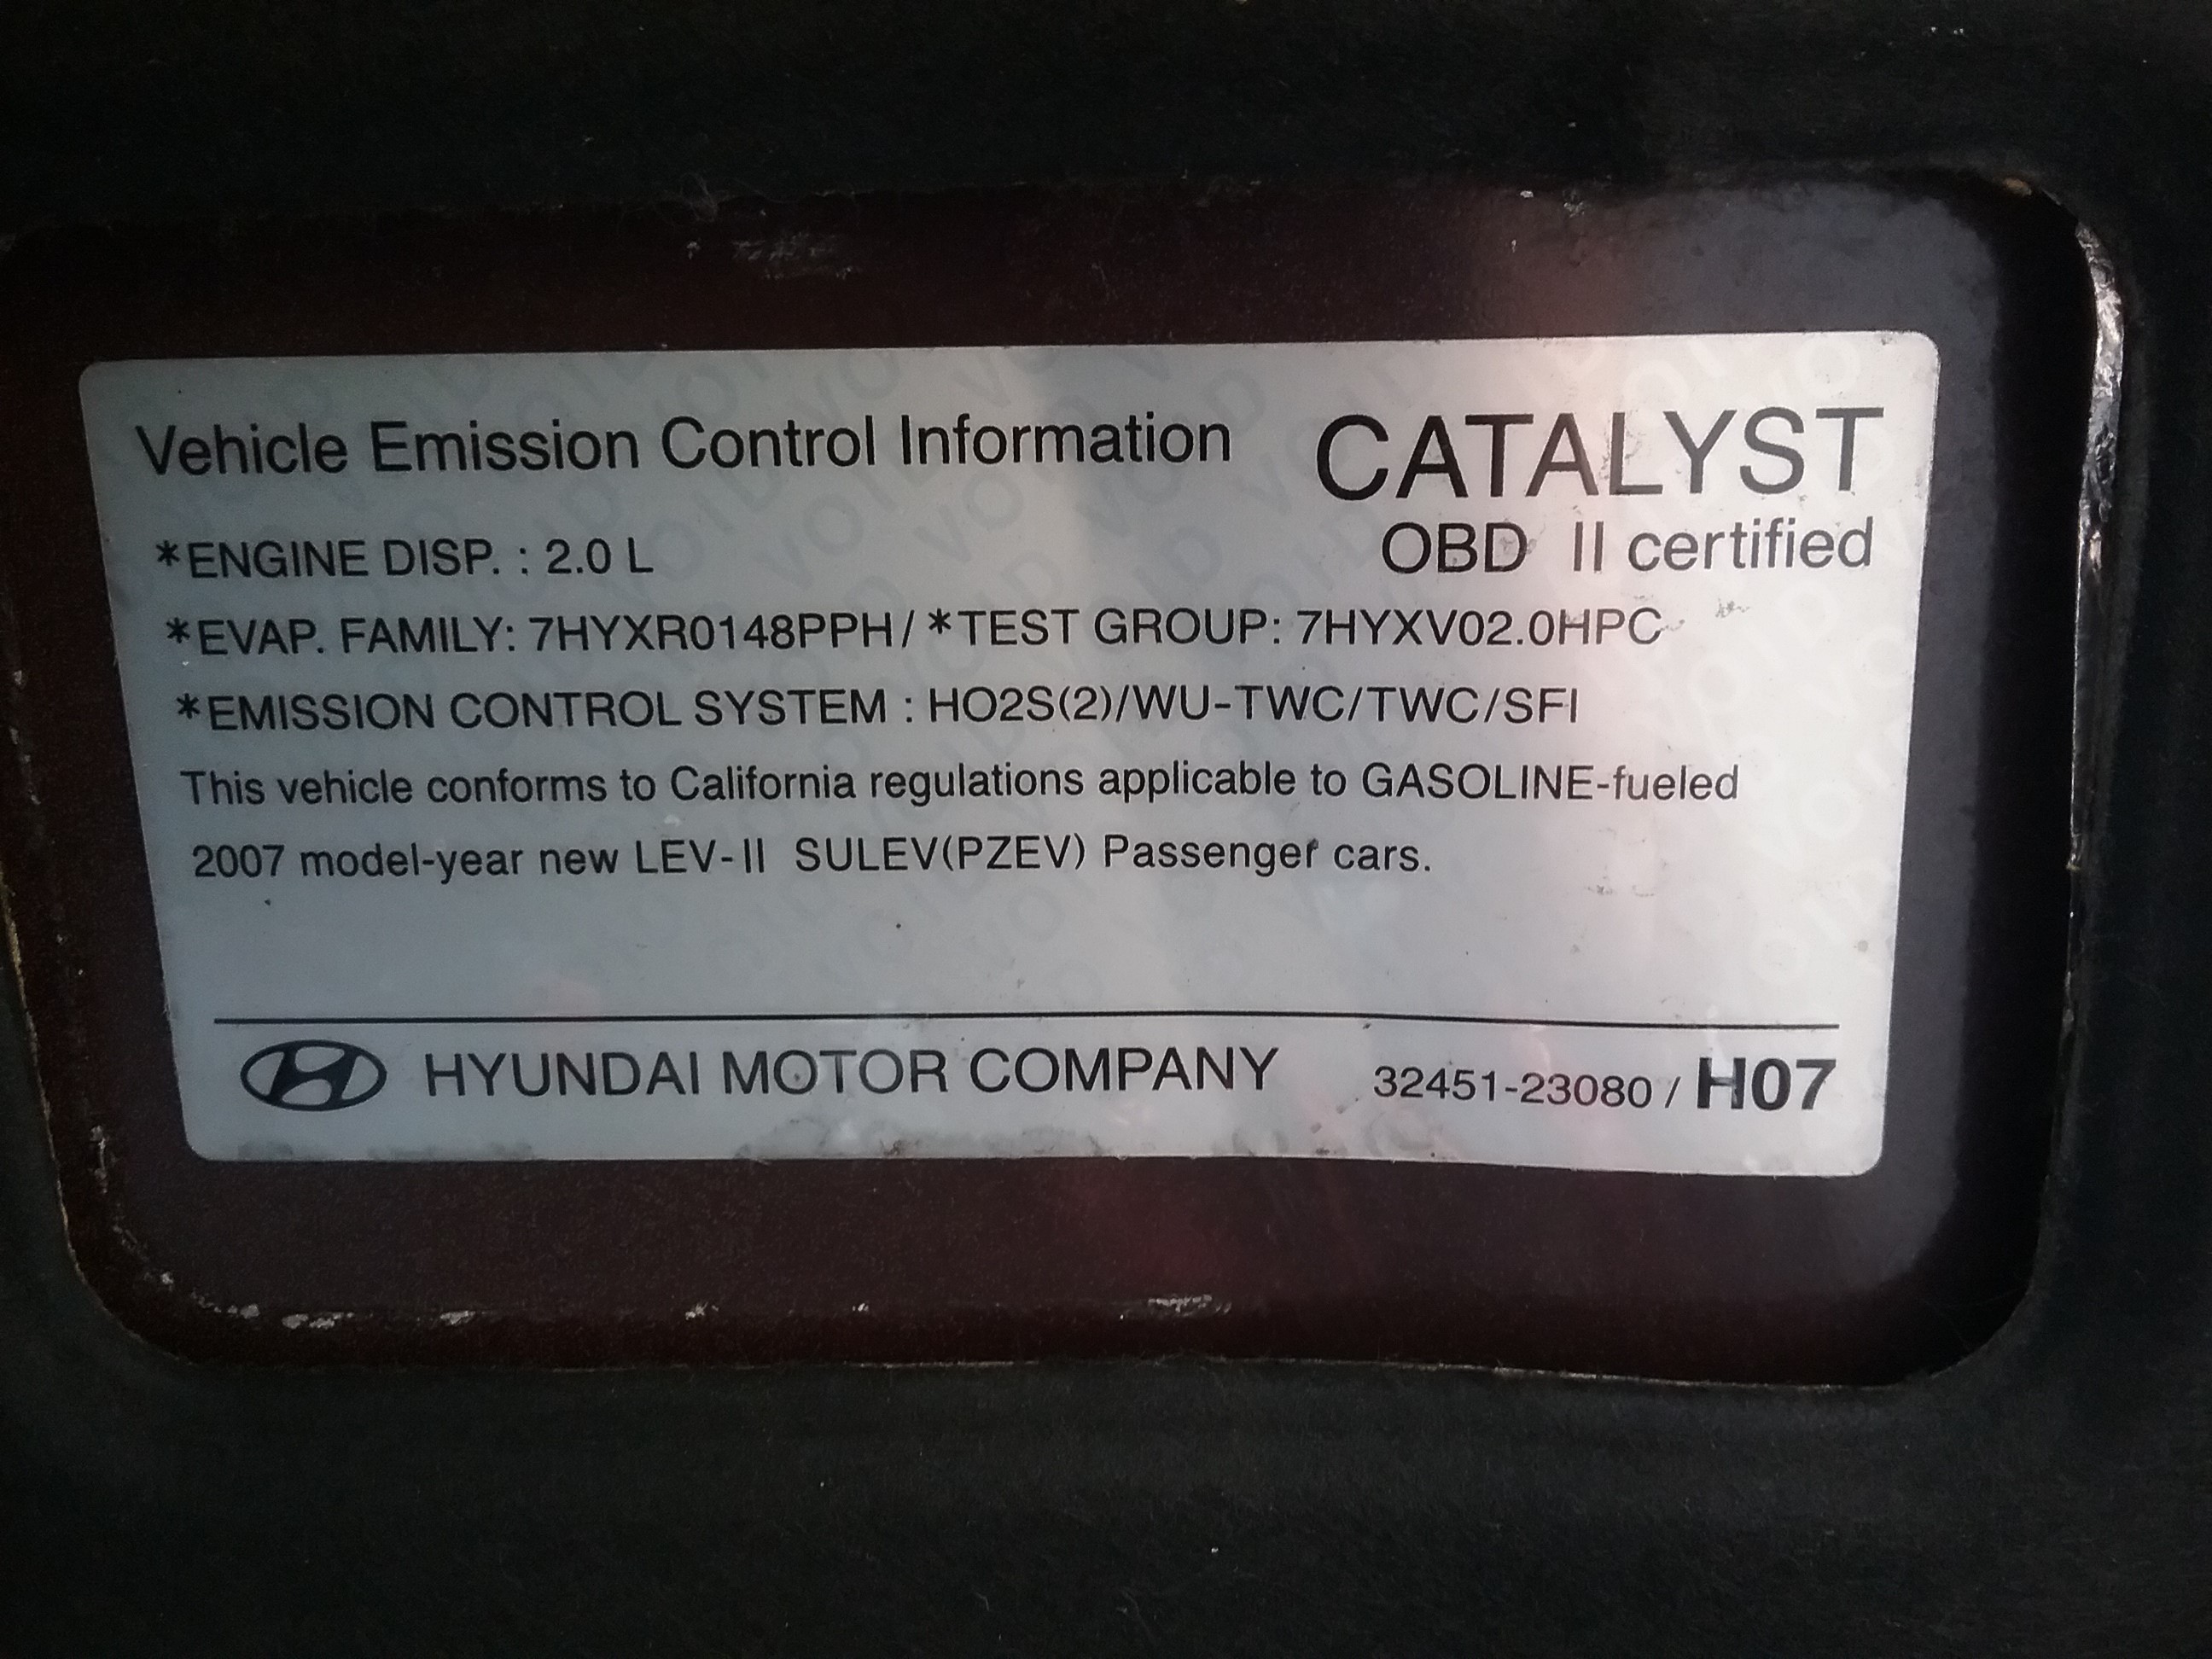 Vehicle Emission Control Information
CATALYST
OBD II certified
*ENGINE DISP. : 2.0 L
*EVAP. FAMILY: 7HYXR0148PPH / *TEST GROUP: 7HYXV02.0HPC
*EMISSION CONTROL SYSTEM : HO2S(2)/WU-TWC/TWC/SFI
This vehicle conforms to California regulations applicable to GASOLINE-fueled
2007 model-year new LEV-II SULEV(PZEV) Passenger cars.
HYUNDAI MOTOR COMPANY 32451-23080 / H07